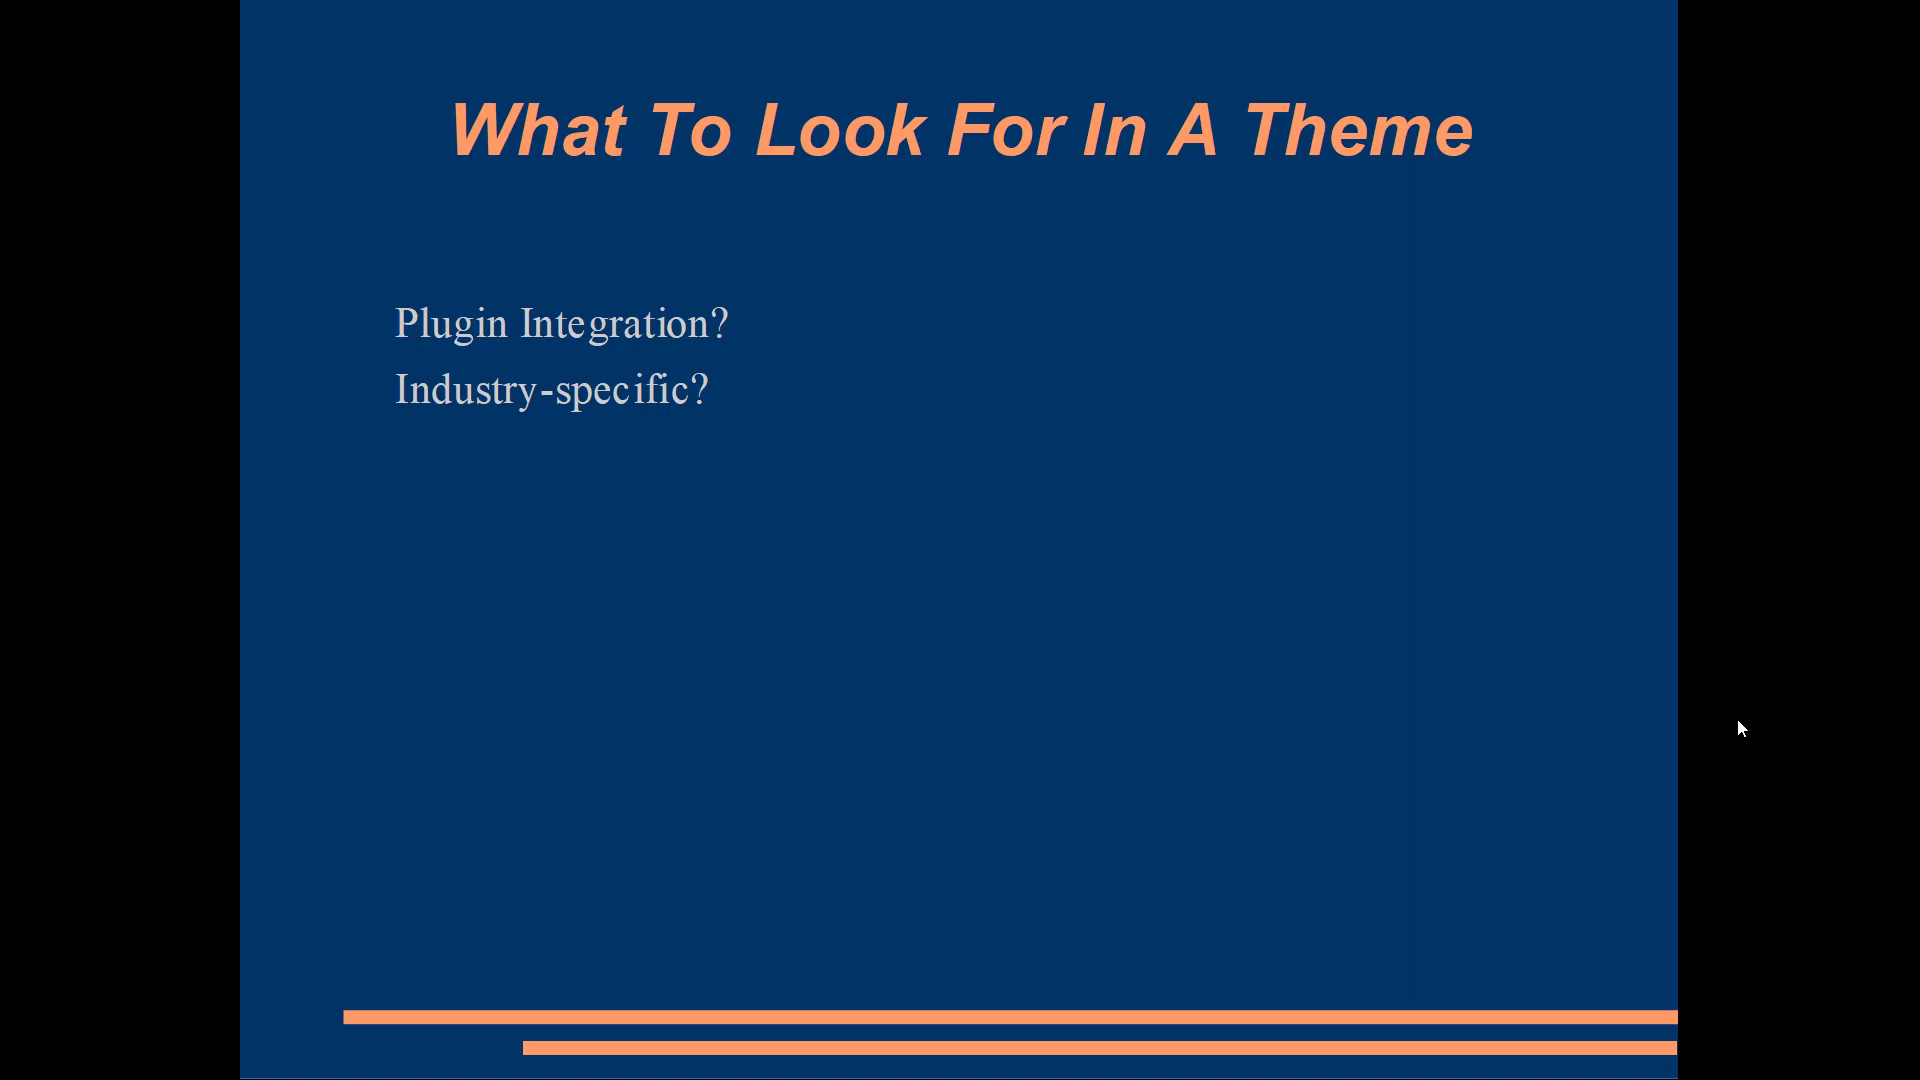 What To Look For In A Theme
Plugin Integration?
Industry-specific?